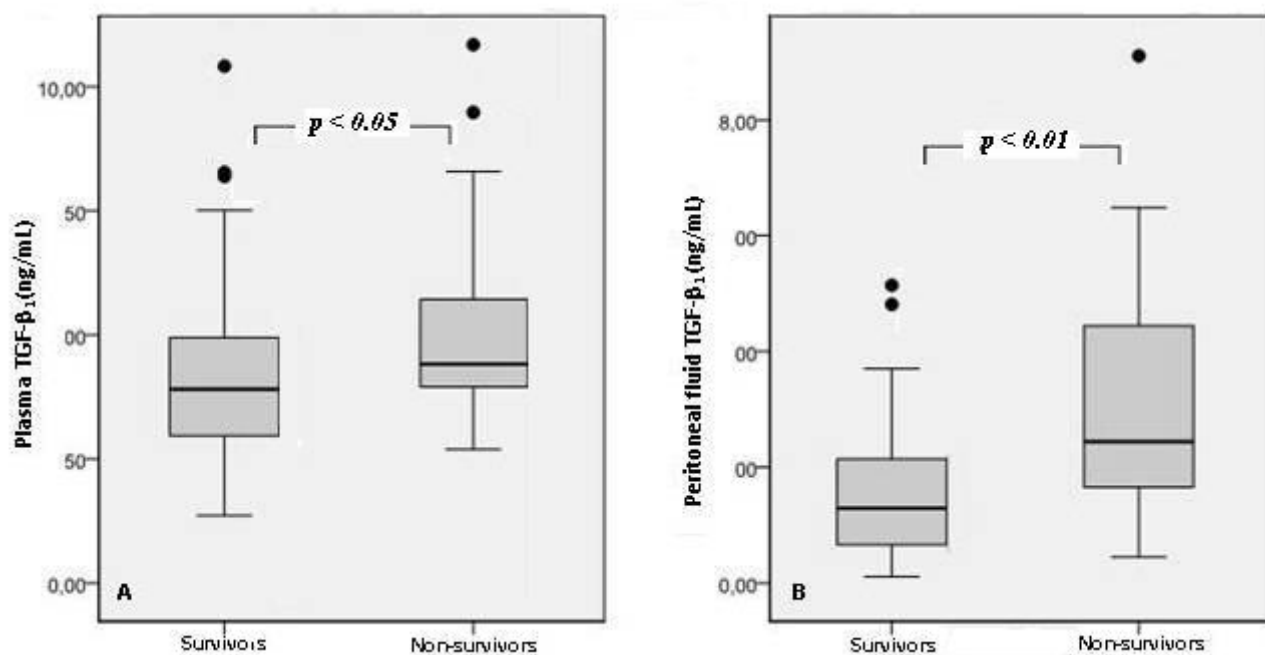 Plasma TGF-β₁(ng/mL)
10,00
50
00
50
0,00
p < 0.05
A
Survivors
Non-survivors
Peritoneal fluid TGF-β₁(ng/mL)
8,00
00
00
00
0,00
p < 0.01
B
Survivors
Non-survivors